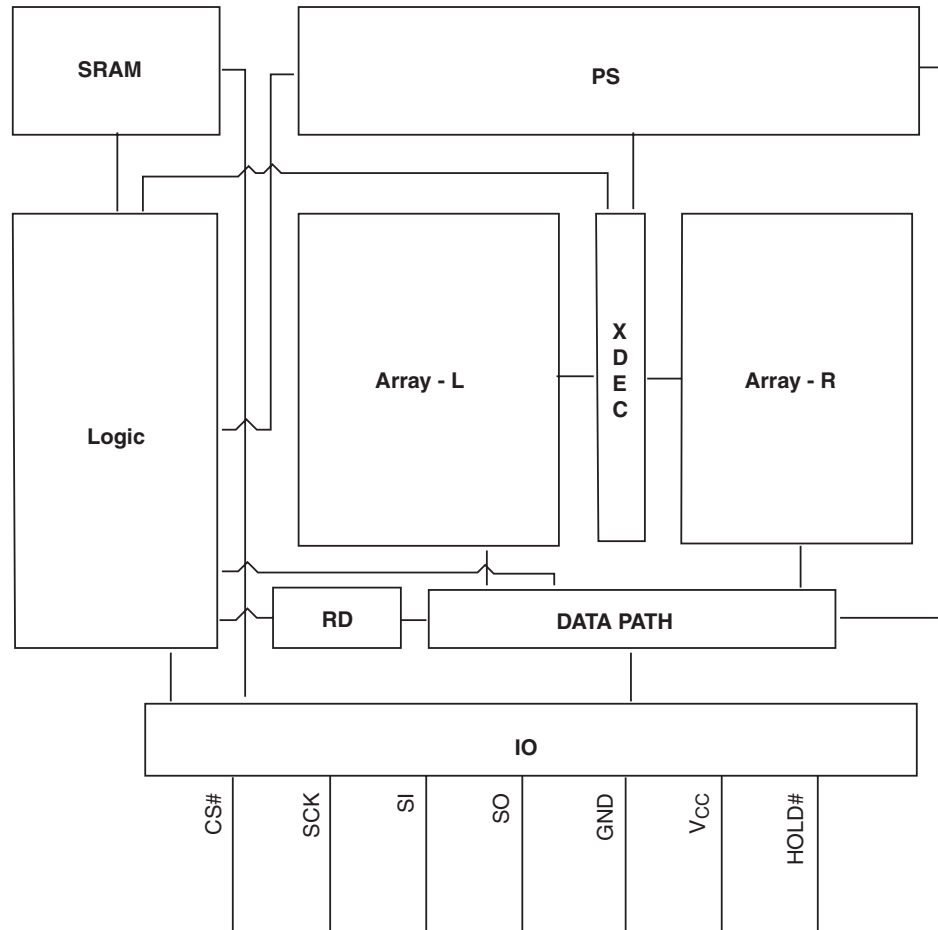 SRAM
PS
X
D
E
C
Array - L
Array - R
Logic
RD
DATA PATH
IO
CS#
SCK
SI
SO
GND
VCC
HOLD#